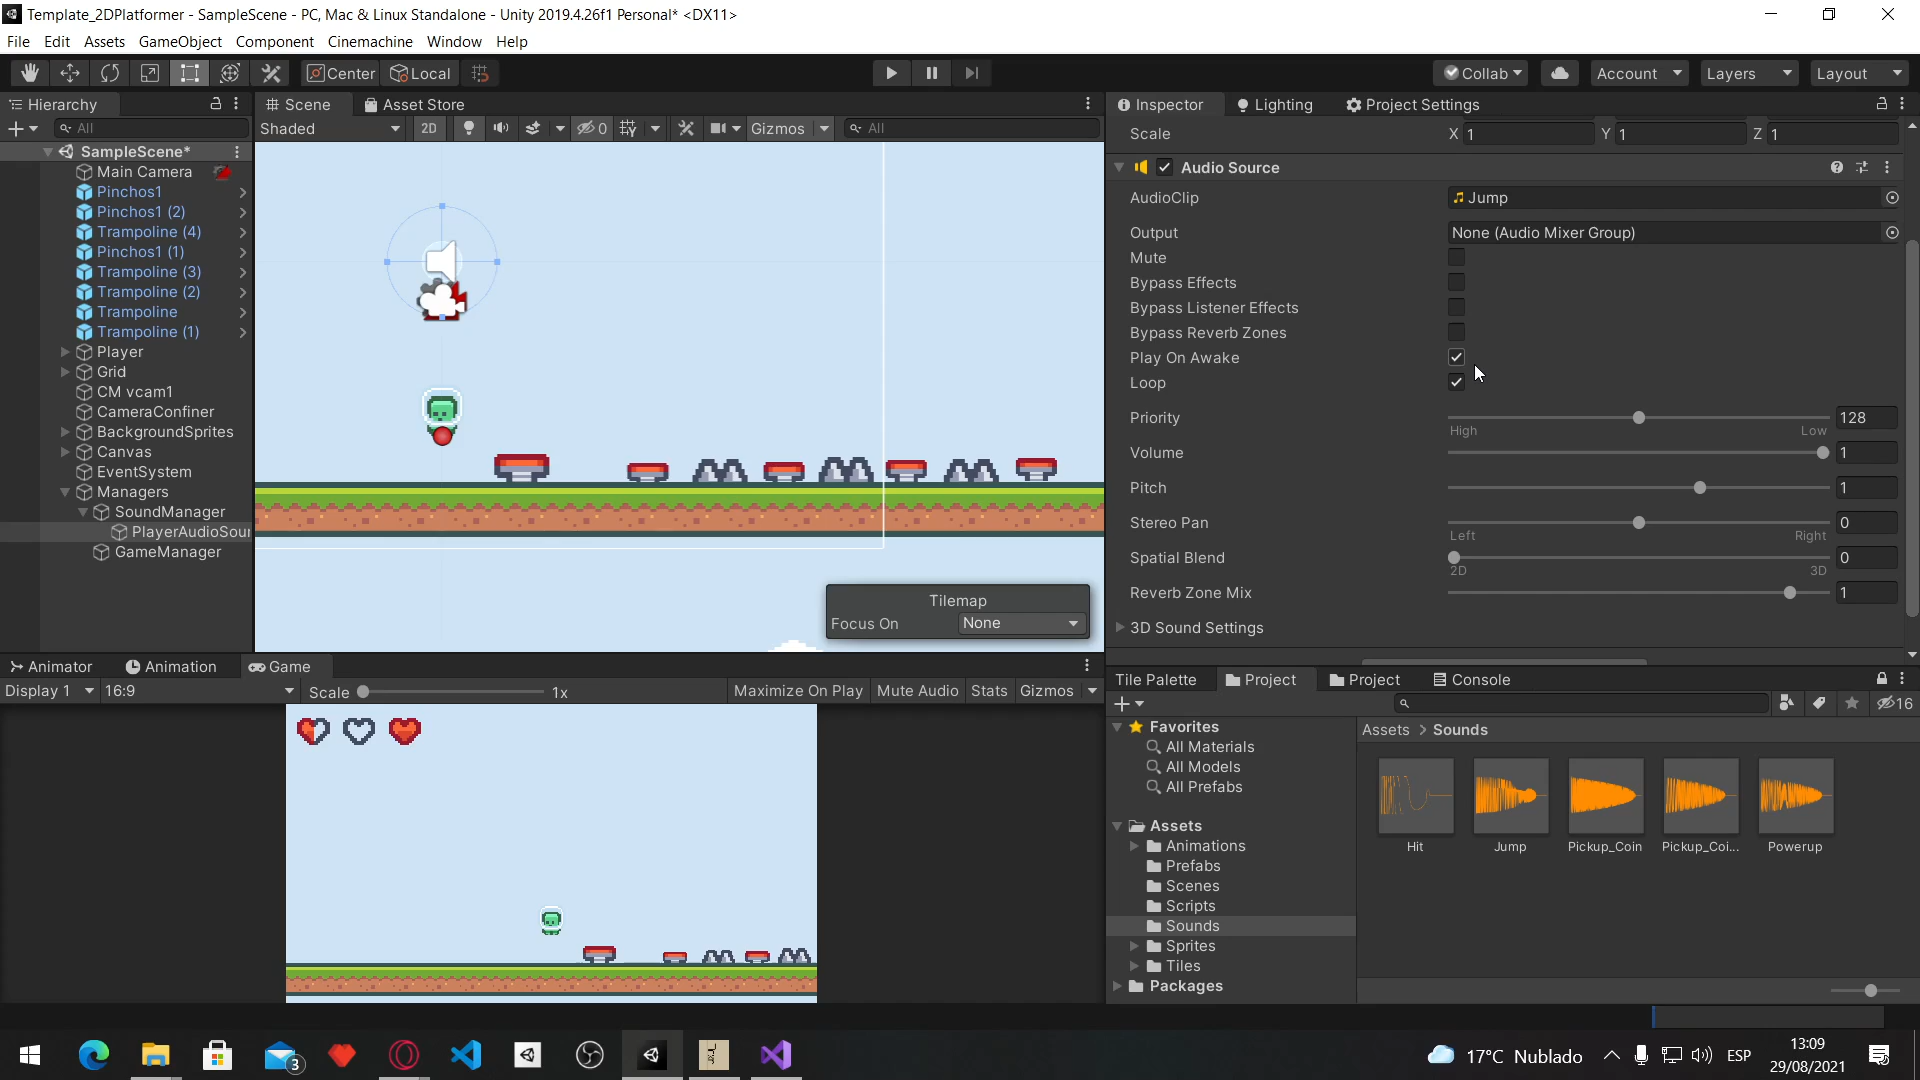 Template_2DPlatformer - SampleScene - PC, Mac & Linux Standalone - Unity 2019.4.26f1 Personal* <DX11>
File Edit Assets GameObject Component Cinemachine Window Help
Center Local Collab Account Layers Layout
Hierarchy
All
SampleScene*
Main Camera
Pinchos1
Pinchos1 (2)
Trampoline (4)
Pinchos1 (1)
Trampoline (3)
Trampoline (2)
Trampoline
Trampoline (1)
Player
Grid
CM vcam1
CameraConfiner
BackgroundSprites
Canvas
EventSystem
Managers
SoundManager
PlayerAudioSour
GameManager
Scene Asset Store
Shaded 2D 0 Gizmos All
Tilemap
Focus On None
Inspector Lighting Project Settings
Scale X 1 Y 1 Z 1
Audio Source
AudioClip Jump
Output None (Audio Mixer Group)
Mute
Bypass Effects
Bypass Listener Effects
Bypass Reverb Zones
Play On Awake
Loop
Priority 128
High Low
Volume 1
Pitch 1
Stereo Pan 0
Left Right
Spatial Blend 0
2D 3D
Reverb Zone Mix 1
3D Sound Settings
Animator Animation Game
Display 1 16:9 Scale 1x Maximize On Play Mute Audio Stats Gizmos
Tile Palette Project Project Console
16
Favorites
All Materials
All Models
All Prefabs
Assets
Animations
Prefabs
Scenes
Scripts
Sounds
Sprites
Tiles
Packages
Assets > Sounds
Hit Jump Pickup_Coin Pickup_Coi... Powerup
3
17°C Nublado ESP
13:09
29/08/2021